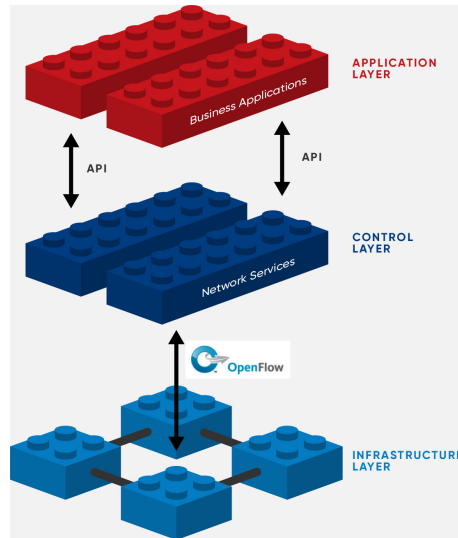 APPLICATION
LAYER
Business Applications
API
API
CONTROL
LAYER
Network Services
OpenFlow
INFRASTRUCTURE
LAYER